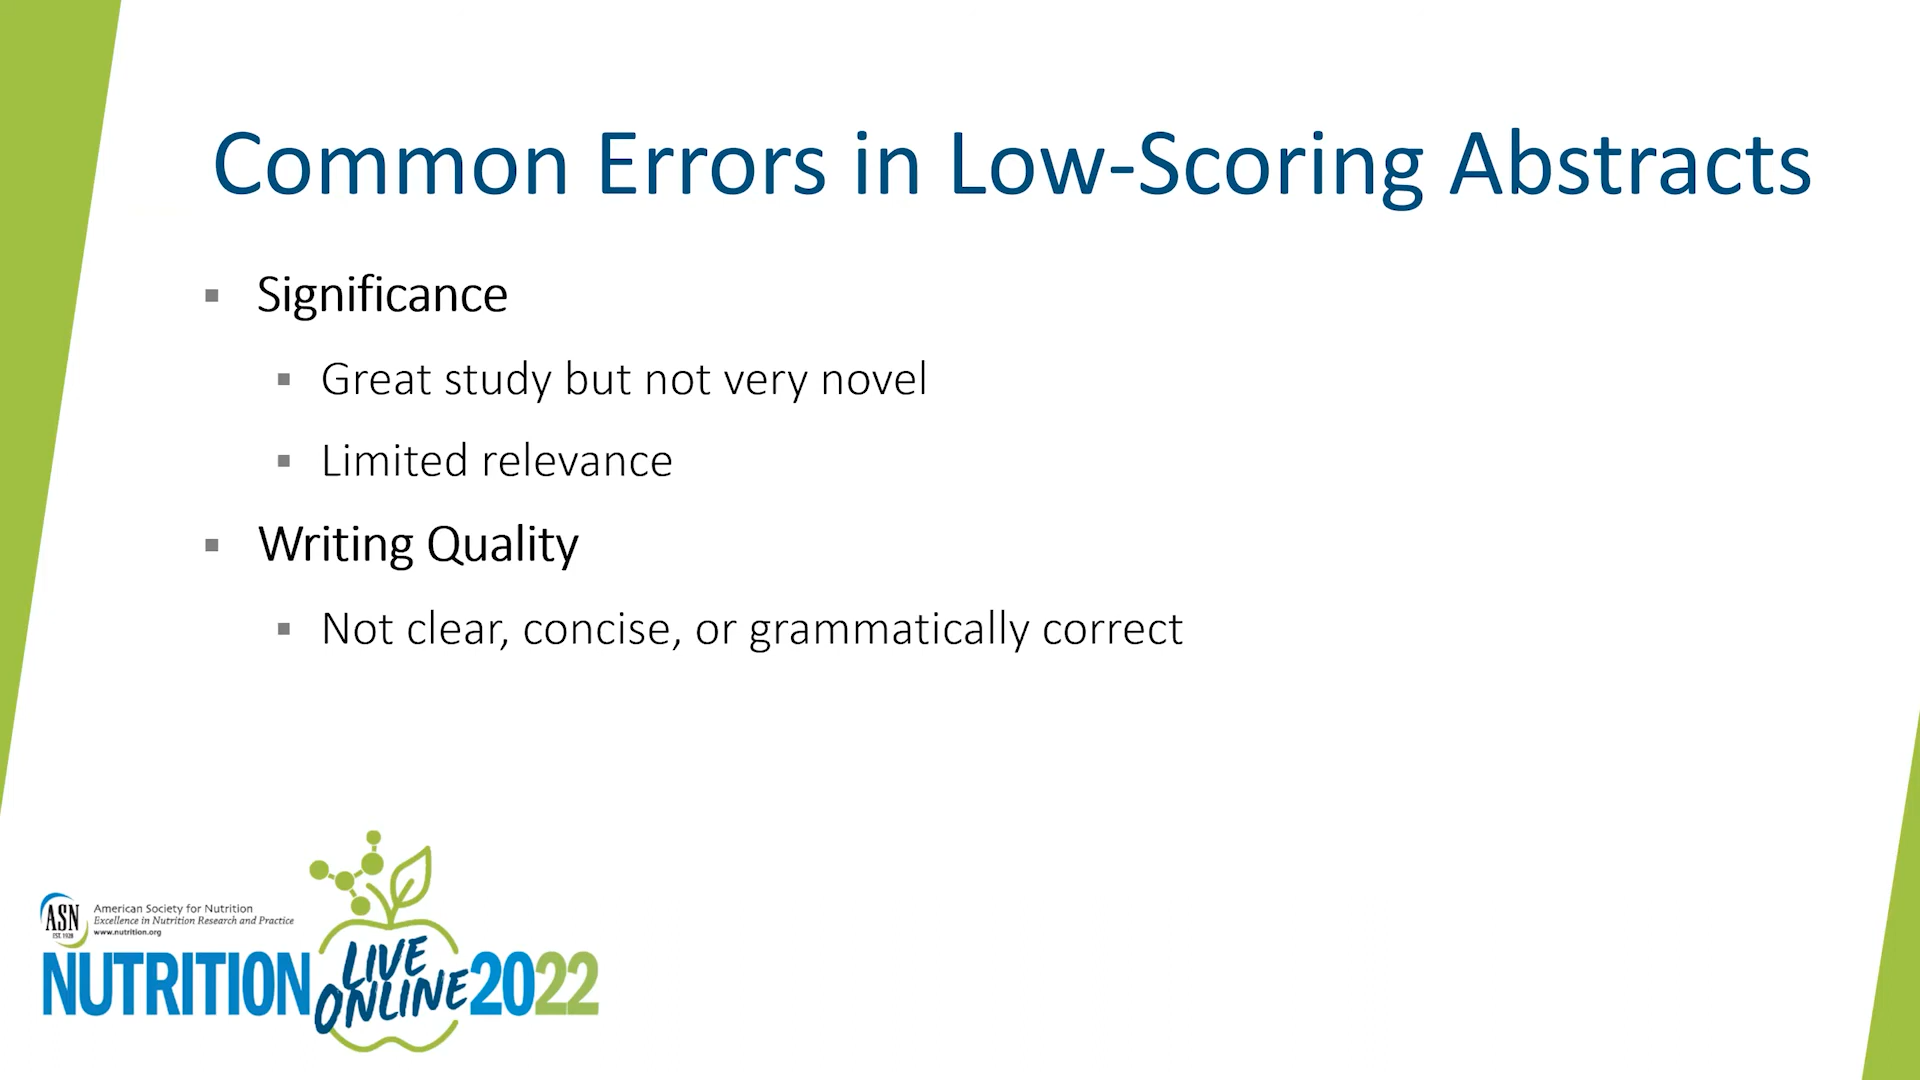 Common Errors in Low-Scoring Abstracts
Significance
Great study but not very novel
Limited relevance
Writing Quality
Not clear, concise, or grammatically correct
ASN
EST. 1928
American Society for Nutrition
Excellence in Nutrition Research and Practice
www.nutrition.org
NUTRITION LIVE ONLINE 2022